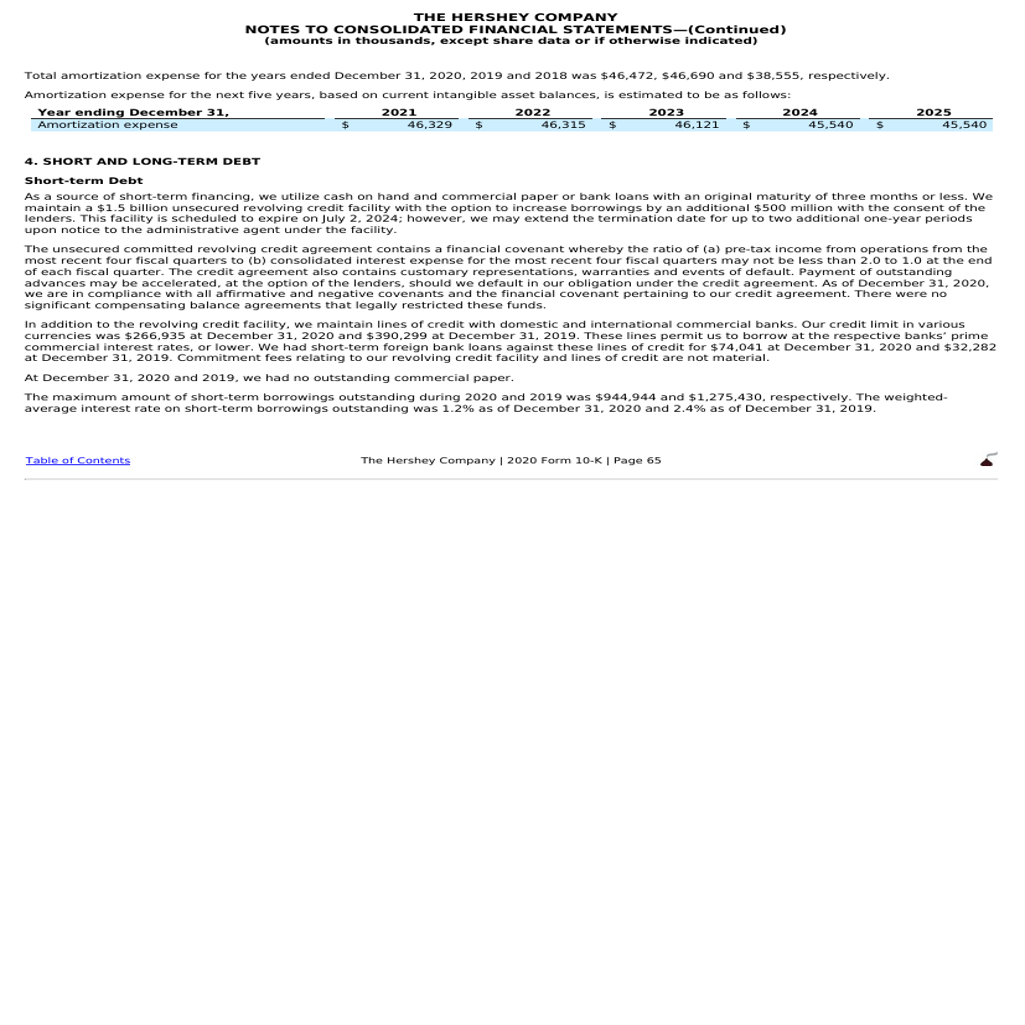 THE HERSHEY COMPANY
NOTES TO CONSOLIDATED FINANCIAL STATEMENTS—(Continued)
(amounts in thousands, except share data or if otherwise indicated)
Total amortization expense for the years ended December 31, 2020, 2019 and 2018 was $46,472, $46,690 and $38,555, respectively.
Amortization expense for the next five years, based on current intangible asset balances, is estimated to be as follows:
Year ending December 31, 2021 2022 2023 2024 2025
Amortization expense $ 46,329 $ 46,315 $ 46,121 $ 45,540 $ 45,540
4. SHORT AND LONG-TERM DEBT
Short-term Debt
As a source of short-term financing, we utilize cash on hand and commercial paper or bank loans with an original maturity of three months or less. We
maintain a $1.5 billion unsecured revolving credit facility with the option to increase borrowings by an additional $500 million with the consent of the
lenders. This facility is scheduled to expire on July 2, 2024; however, we may extend the termination date for up to two additional one-year periods
upon notice to the administrative agent under the facility.
The unsecured committed revolving credit agreement contains a financial covenant whereby the ratio of (a) pre-tax income from operations from the
most recent four fiscal quarters to (b) consolidated interest expense for the most recent four fiscal quarters may not be less than 2.0 to 1.0 at the end
of each fiscal quarter. The credit agreement also contains customary representations, warranties and events of default. Payment of outstanding
advances may be accelerated, at the option of the lenders, should we default in our obligation under the credit agreement. As of December 31, 2020,
we are in compliance with all affirmative and negative covenants and the financial covenant pertaining to our credit agreement. There were no
significant compensating balance agreements that legally restricted these funds.
In addition to the revolving credit facility, we maintain lines of credit with domestic and international commercial banks. Our credit limit in various
currencies was $266,935 at December 31, 2020 and $390,299 at December 31, 2019. These lines permit us to borrow at the respective banks’ prime
commercial interest rates, or lower. We had short-term foreign bank loans against these lines of credit for $74,041 at December 31, 2020 and $32,282
at December 31, 2019. Commitment fees relating to our revolving credit facility and lines of credit are not material.
At December 31, 2020 and 2019, we had no outstanding commercial paper.
The maximum amount of short-term borrowings outstanding during 2020 and 2019 was $944,944 and $1,275,430, respectively. The weighted-
average interest rate on short-term borrowings outstanding was 1.2% as of December 31, 2020 and 2.4% as of December 31, 2019.
Table of Contents The Hershey Company | 2020 Form 10-K | Page 65